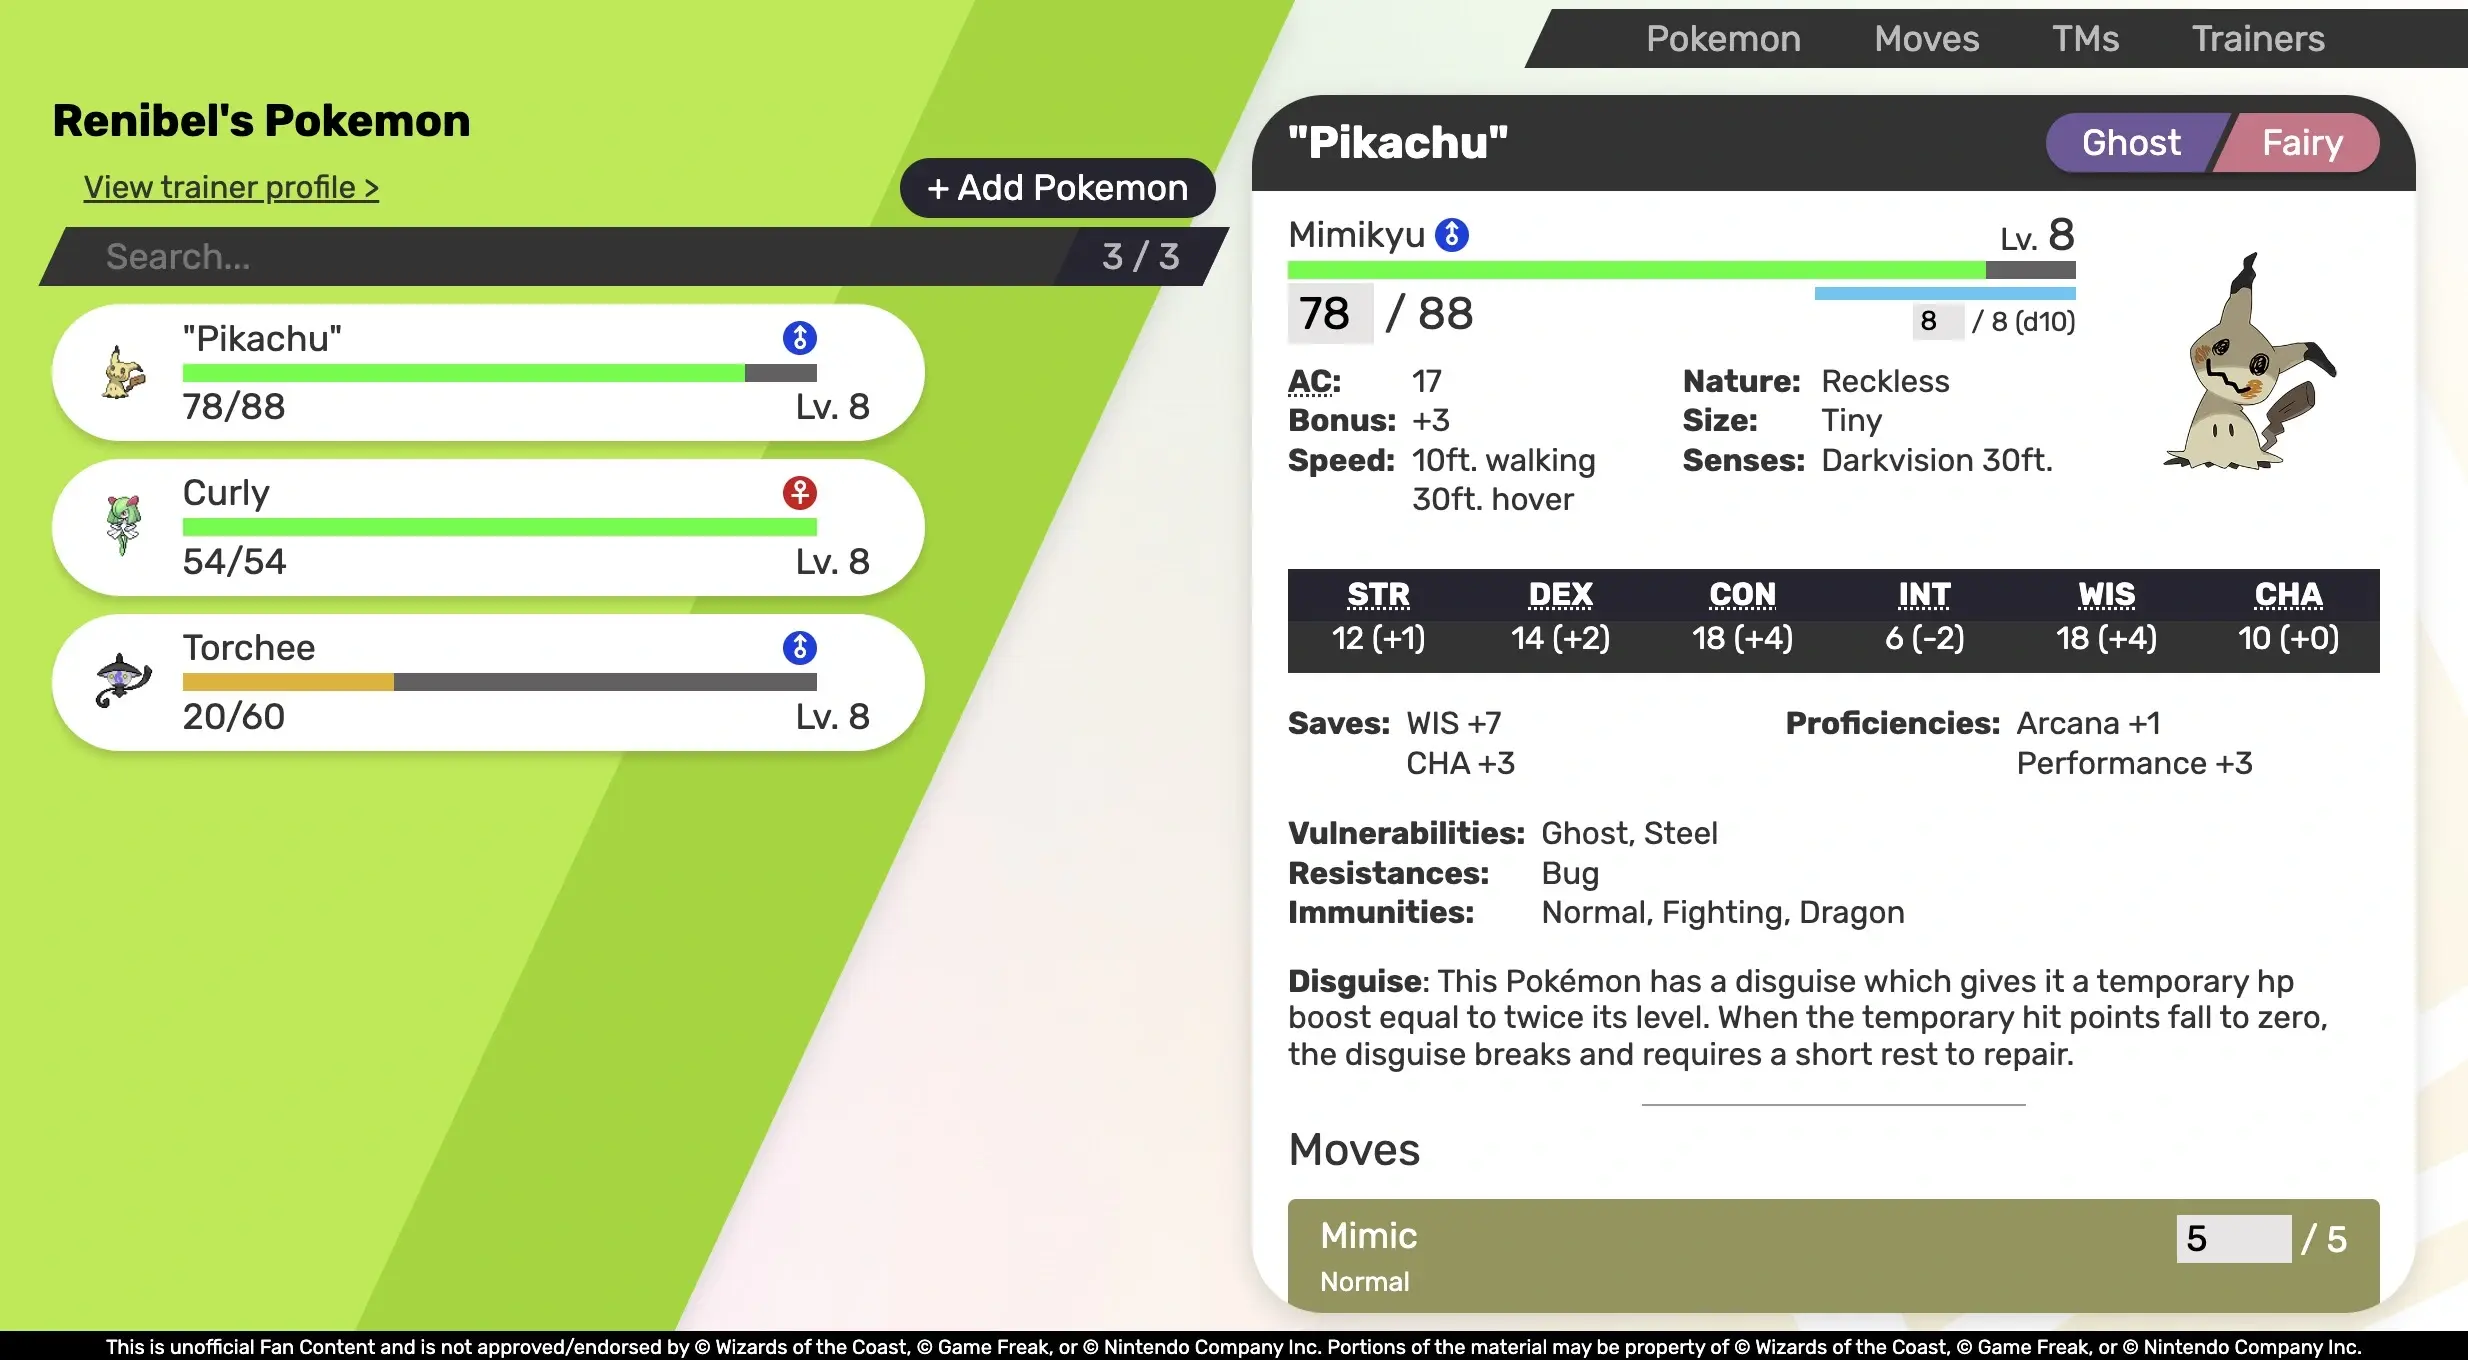 Pokemon Moves TMs Trainers
Renibel's Pokemon
View trainer profile >
+ Add Pokemon
Search... 3 / 3
"Pikachu"
78/88 Lv. 8
Curly
54/54 Lv. 8
Torchee
20/60 Lv. 8
"Pikachu" Ghost Fairy
Mimikyu Lv. 8
78 / 88
8 / 8 (d10)
AC: 17 Nature: Reckless
Bonus: +3 Size: Tiny
Speed: 10ft. walking Senses: Darkvision 30ft.
30ft. hover
STR DEX CON INT WIS CHA
12 (+1) 14 (+2) 18 (+4) 6 (-2) 18 (+4) 10 (+0)
Saves: WIS +7 Proficiencies: Arcana +1
CHA +3 Performance +3
Vulnerabilities: Ghost, Steel
Resistances: Bug
Immunities: Normal, Fighting, Dragon
Disguise: This Pokémon has a disguise which gives it a temporary hp
boost equal to twice its level. When the temporary hit points fall to zero,
the disguise breaks and requires a short rest to repair.
Moves
Mimic 5 / 5
Normal
This is unofficial Fan Content and is not approved/endorsed by © Wizards of the Coast, © Game Freak, or © Nintendo Company Inc. Portions of the material may be property of © Wizards of the Coast, © Game Freak, or © Nintendo Company Inc.